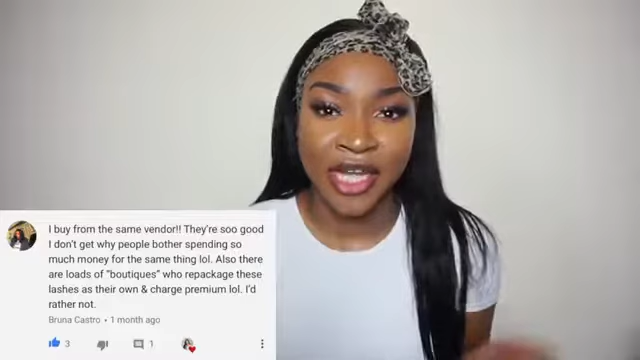 I buy from the same vendor!! They're soo good
I don't get why people bother spending so
much money for the same thing lol. Also there
are loads of "boutiques" who repackage these
lashes as their own & charge premium lol. I'd
rather not.
Bruna Castro • 1 month ago
3
1